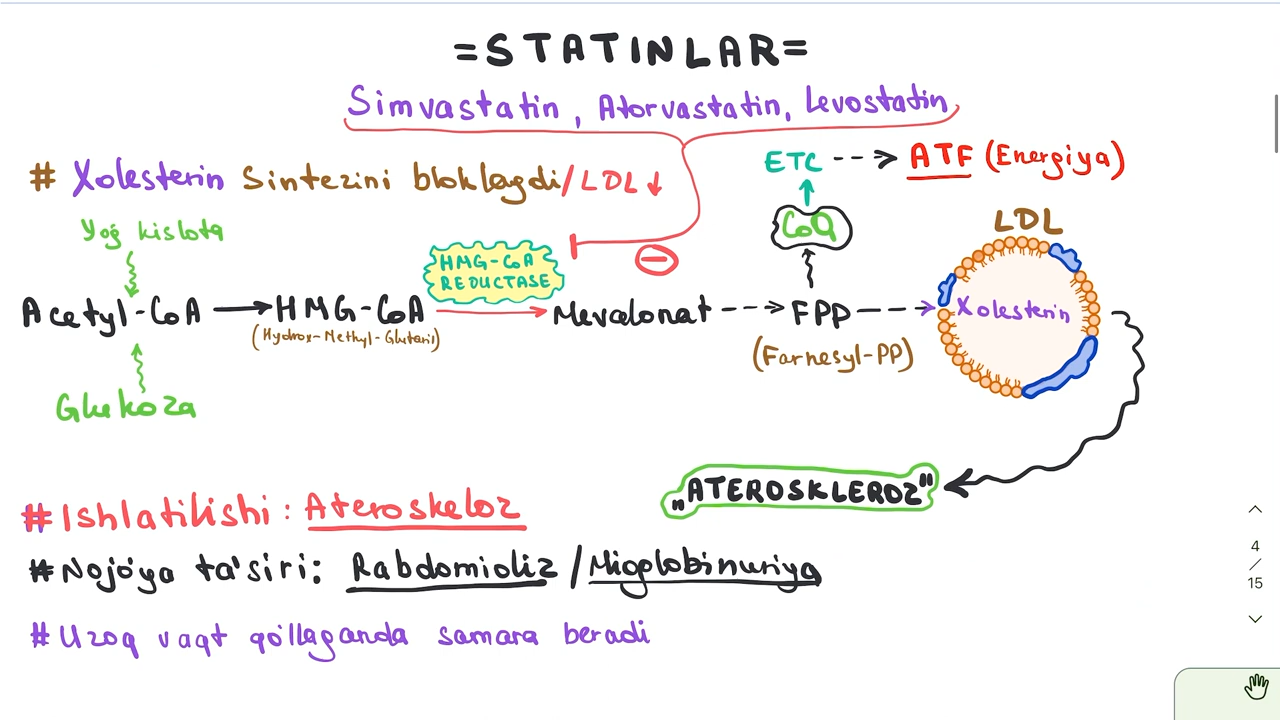 =STATINLAR=
Simvastatin, Atorvastatin, Levostatin
# Xolesterin Sintezini bloklaydi/LDL↓
ETC --> ATF (Energiya)
CoQ
LDL
Yog kislota
HMG-CoA
REDUCTASE
Acetyl-CoA → HMG-CoA → Mevalonat --> FPP --> Xolesterin
(Hydrox-Methyl-Glutaril)
(Farnesyl-PP)
Glukoza
„ATEROSKLEROZ"
# Ishlatilishi: Ateroskeloz
# Nojo'ya ta'siri: Rabdomioliz / Mioglobinuriya
# Uzoq vaqt qo'llaganda samara beradi
4
/
15